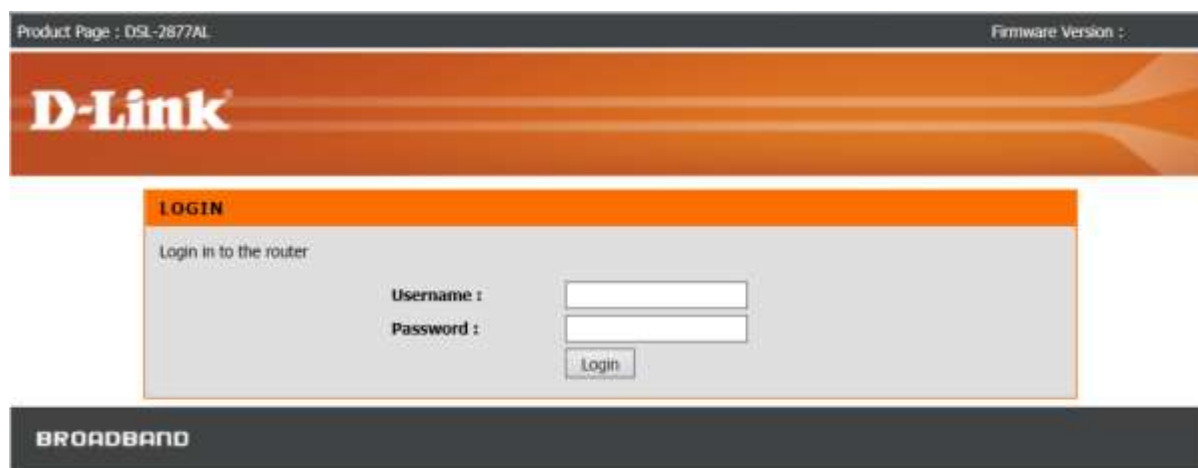 Product Page : DSL-2877AL Firmware Version :
D-Link
LOGIN
Login in to the router
Username :
Password :
Login
BROADBAND